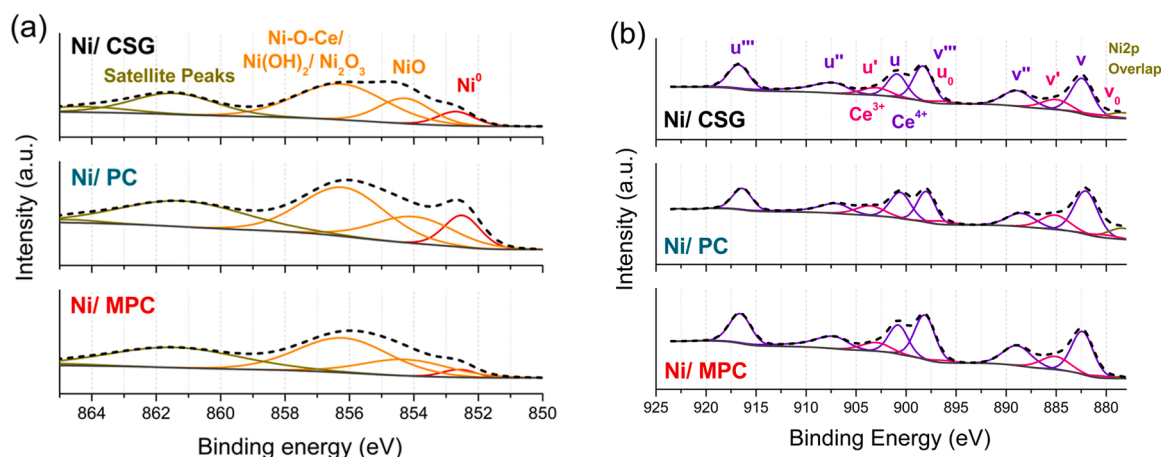 (a)
Ni/ CSG
Satellite Peaks
Ni-O-Ce/
Ni(OH)₂/ Ni₂O₃
NiO
Ni⁰
Ni/ PC
Ni/ MPC
Intensity (a.u.)
864 862 860 858 856 854 852 850
Binding energy (eV)
(b)
u''' u'' u' u v''' u₀ v'' v' v v₀
Ni2p
Overlap
Ce³⁺
Ce⁴⁺
Ni/ CSG
Ni/ PC
Ni/ MPC
Intensity (a.u.)
925 920 915 910 905 900 895 890 885 880
Binding Energy (eV)